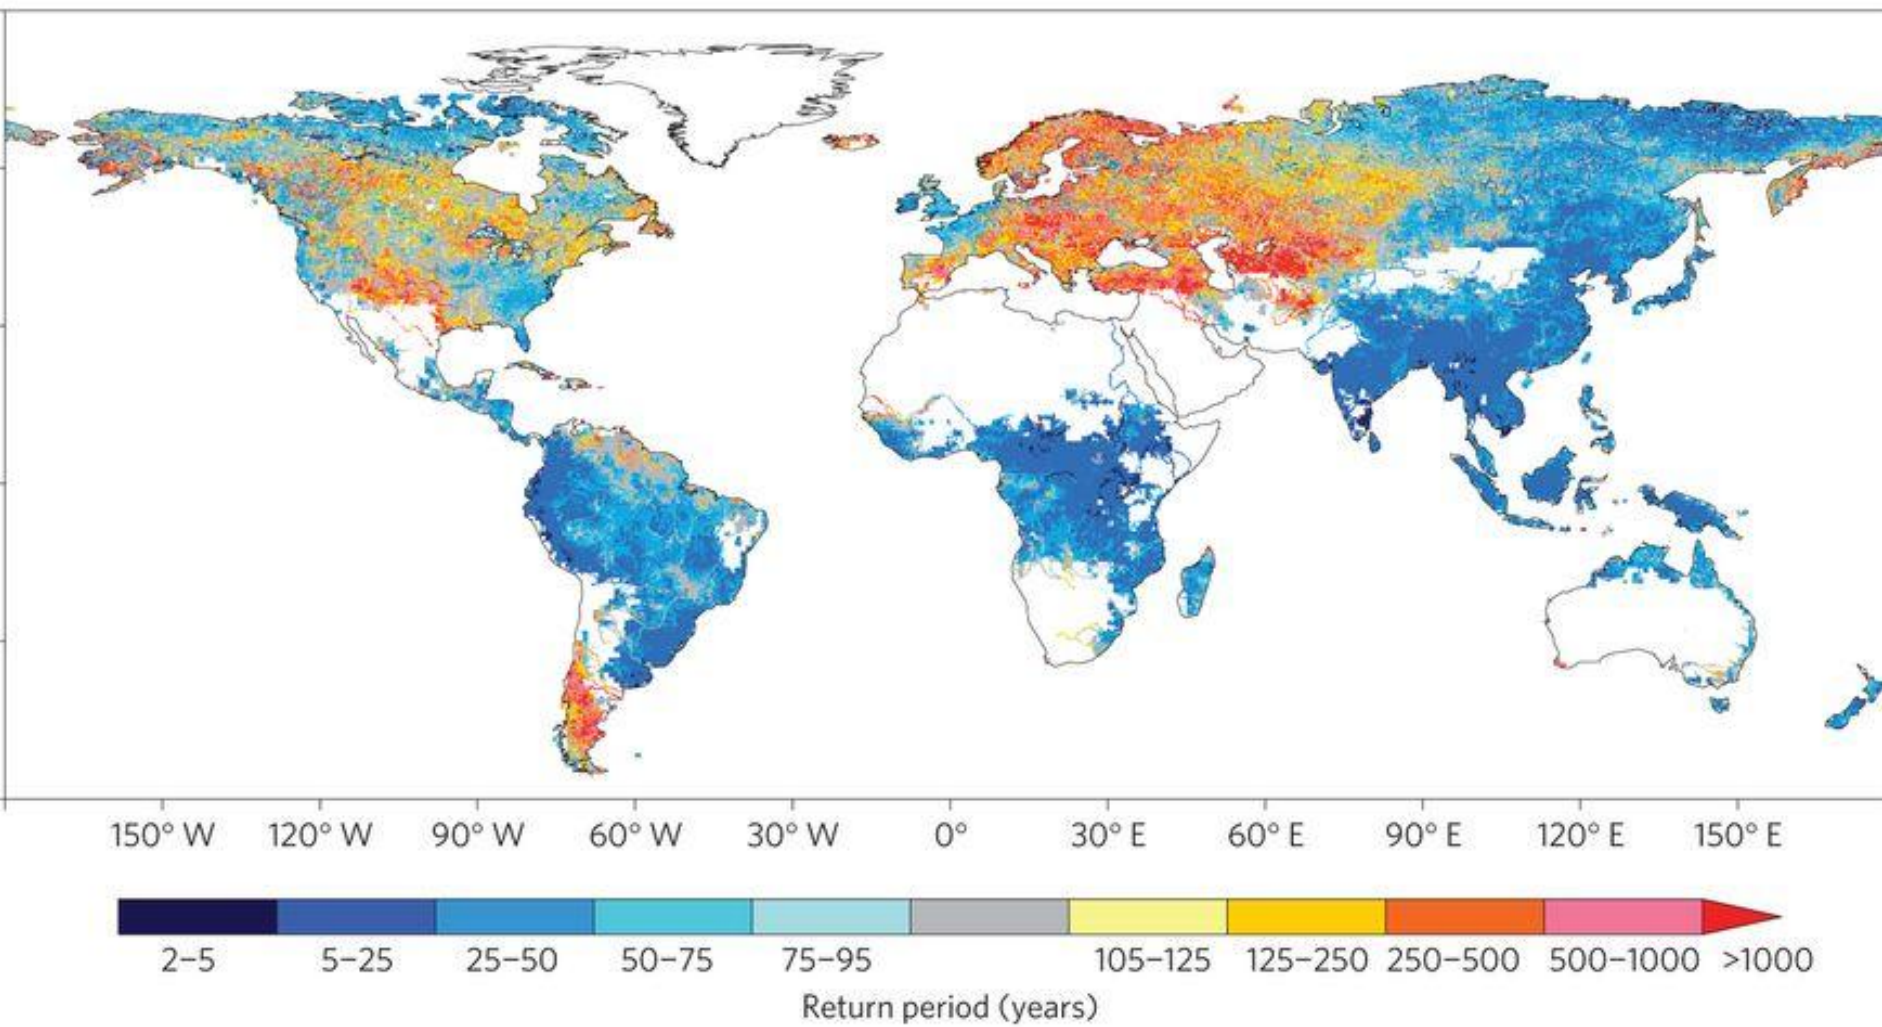 150° W 120° W 90° W 60° W 30° W 0° 30° E 60° E 90° E 120° E 150° E
2–5 5–25 25–50 50–75 75–95 105–125 125–250 250–500 500–1000 >1000
Return period (years)